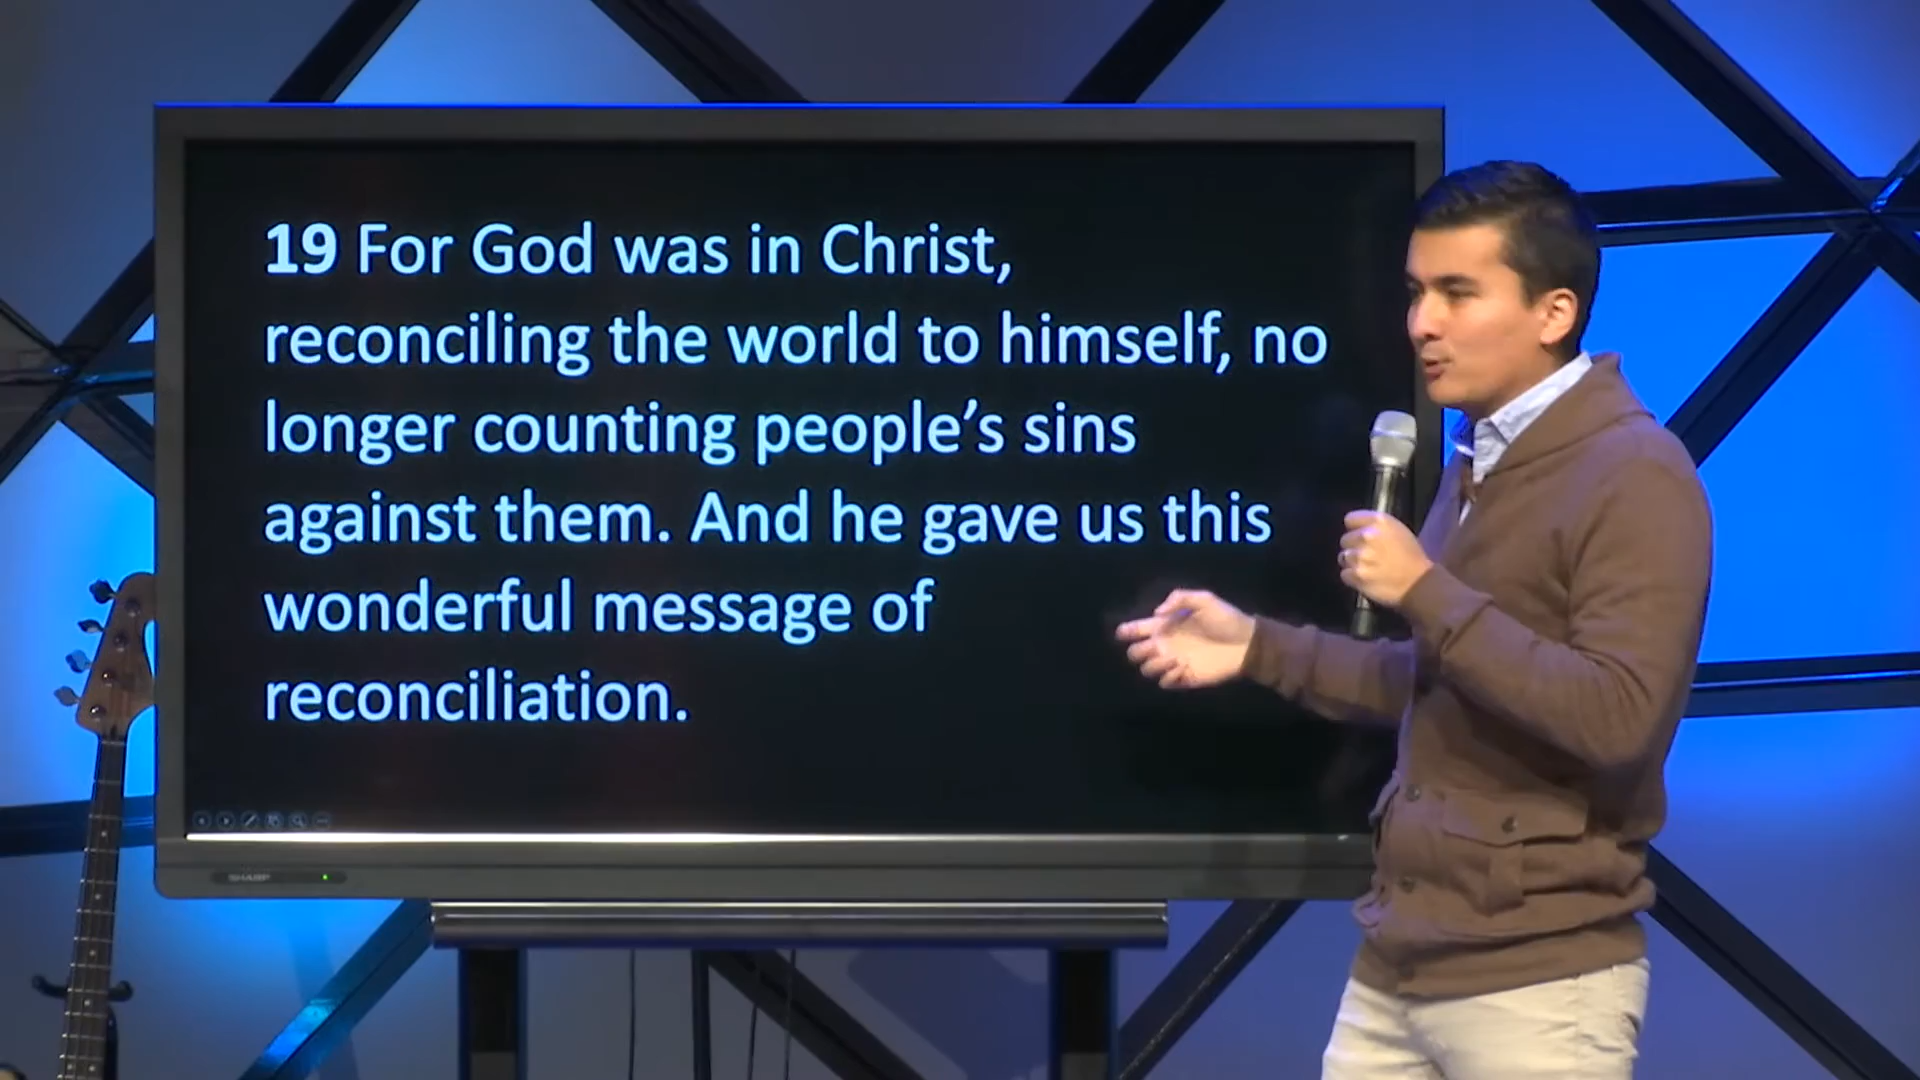 19 For God was in Christ,
reconciling the world to himself, no
longer counting people’s sins
against them. And he gave us this
wonderful message of
reconciliation.
SHARP